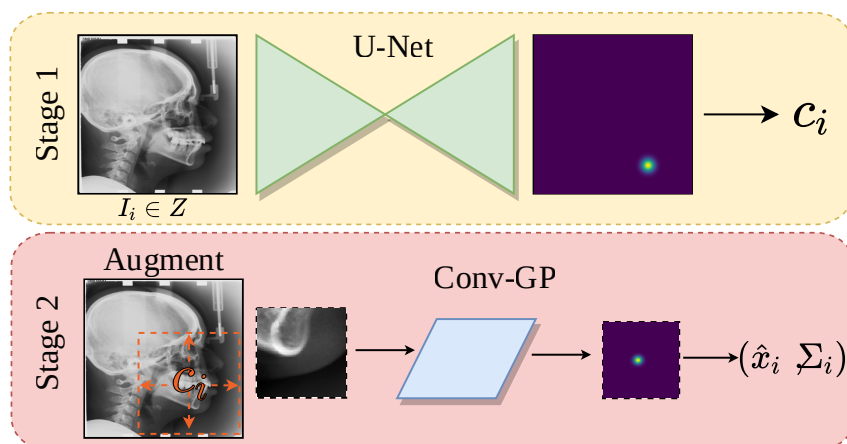 Stage 1
U-Net
c_i
I_i ∈ Z
Stage 2
Augment
c_i
Conv-GP
(x̂_i ,Σ_i)